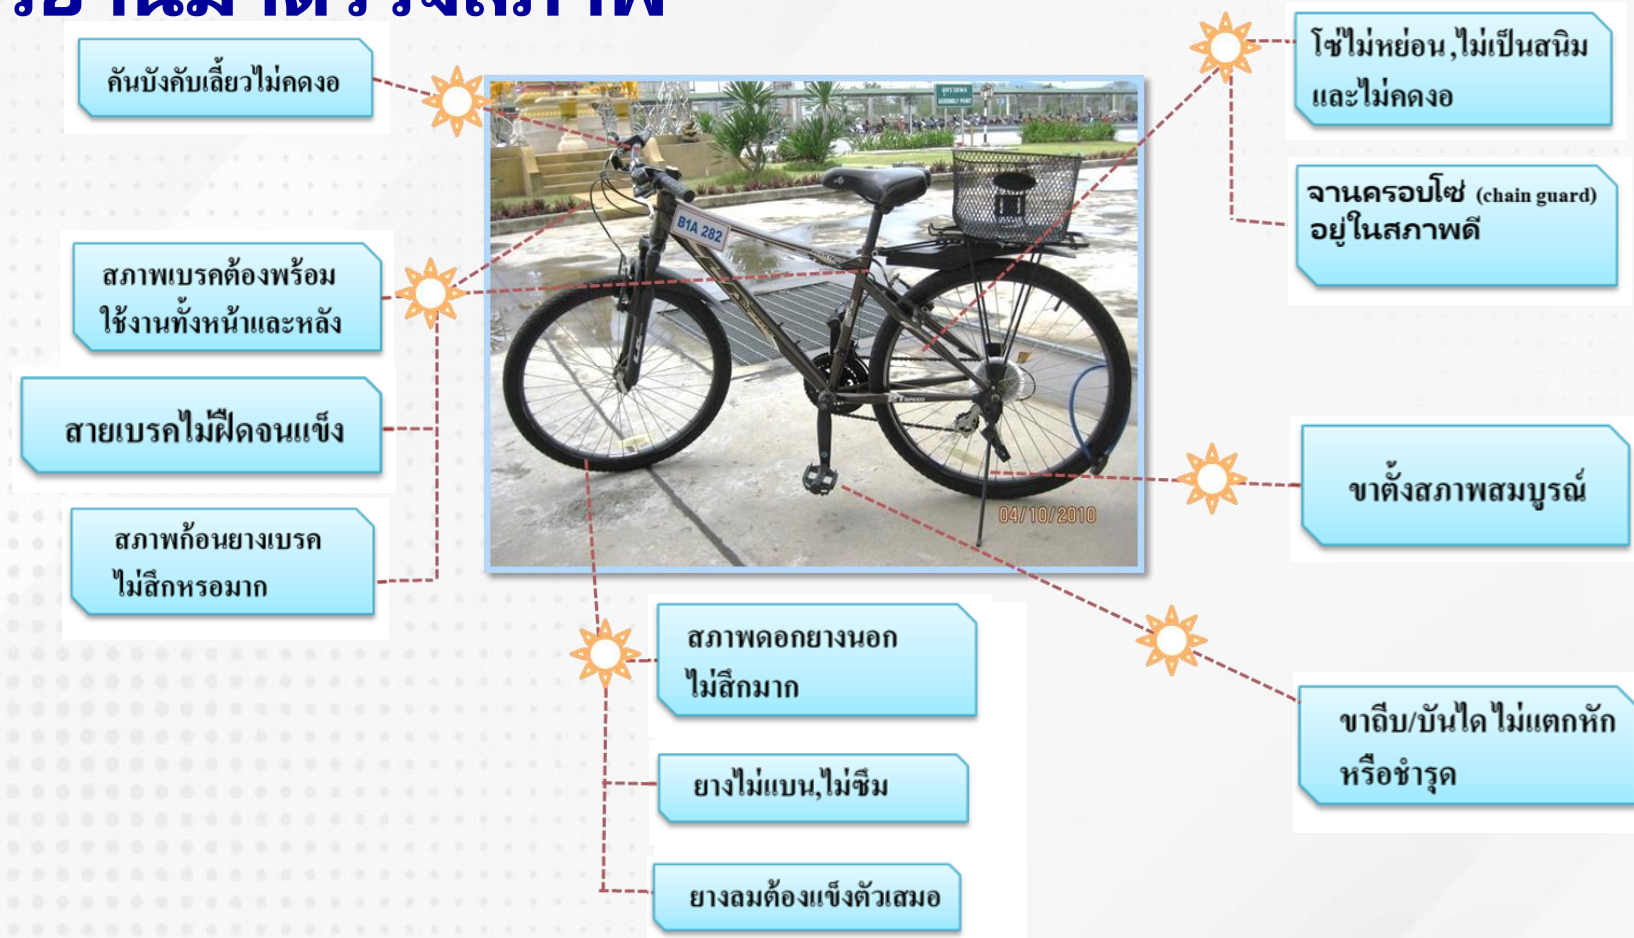 คันบังคับเลี้ยวไม่คดงอ
สภาพเบรคต้องพร้อม
ใช้งานทั้งหน้าและหลัง
สายเบรคไม่ฝืดจนแข็ง
สภาพก้อนยางเบรค
ไม่สึกหรอมาก
จุดรวมพล
ASSEMBLY POINT
B1A 282
21 SPEED
04/10/2010
สภาพดอกยางนอก
ไม่สึกมาก
ยางไม่แบน,ไม่ซึม
ยางลมต้องแข็งตัวเสมอ
โซ่ไม่หย่อน ,ไม่เป็นสนิม
และไม่คดงอ
จานครอบโซ่ (chain guard)
อยู่ในสภาพดี
ขาตั้งสภาพสมบูรณ์
ขาถีบ/บันได ไม่แตกหัก
หรือชำรุด